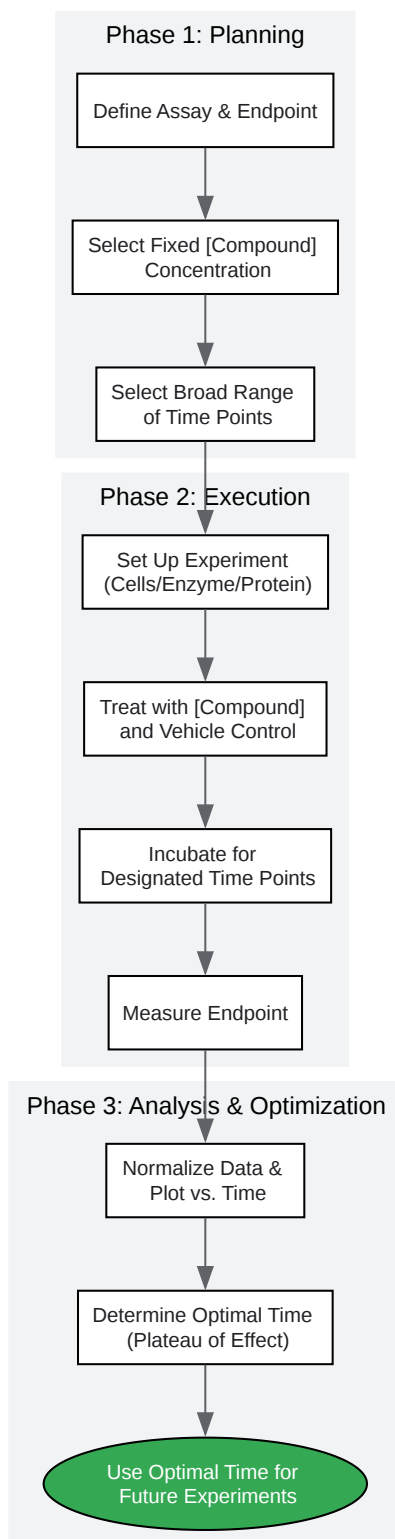 Phase 1: Planning
Define Assay & Endpoint
Select Fixed [Compound]
Concentration
Select Broad Range
of Time Points
Phase 2: Execution
Set Up Experiment
(Cells/Enzyme/Protein)
Treat with [Compound]
and Vehicle Control
Incubate for
Designated Time Points
Measure Endpoint
Phase 3: Analysis & Optimization
Normalize Data &
Plot vs. Time
Determine Optimal Time
(Plateau of Effect)
Use Optimal Time for
Future Experiments